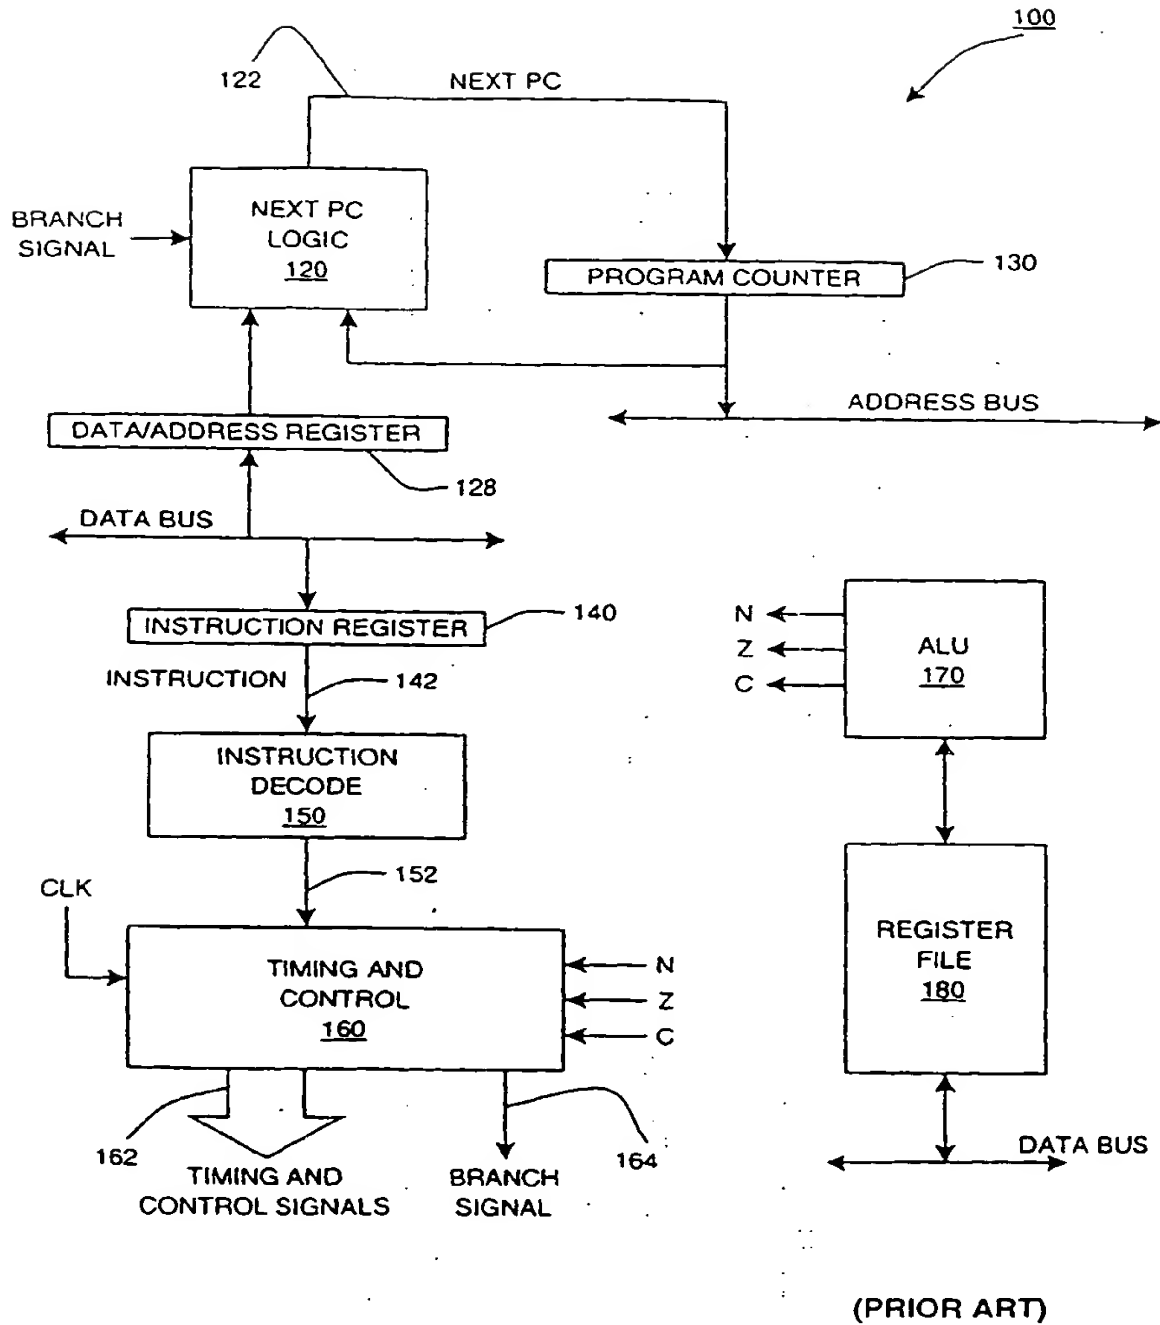 100
122
NEXT PC
NEXT PC
LOGIC
120
BRANCH
SIGNAL
PROGRAM COUNTER
130
ADDRESS BUS
DATA/ADDRESS REGISTER
128
DATA BUS
INSTRUCTION REGISTER
140
INSTRUCTION
142
N
Z
C
ALU
170
INSTRUCTION
DECODE
150
152
CLK
TIMING AND
CONTROL
160
N
Z
C
REGISTER
FILE
180
162
TIMING AND
CONTROL SIGNALS
BRANCH
SIGNAL
164
DATA BUS
(PRIOR ART)